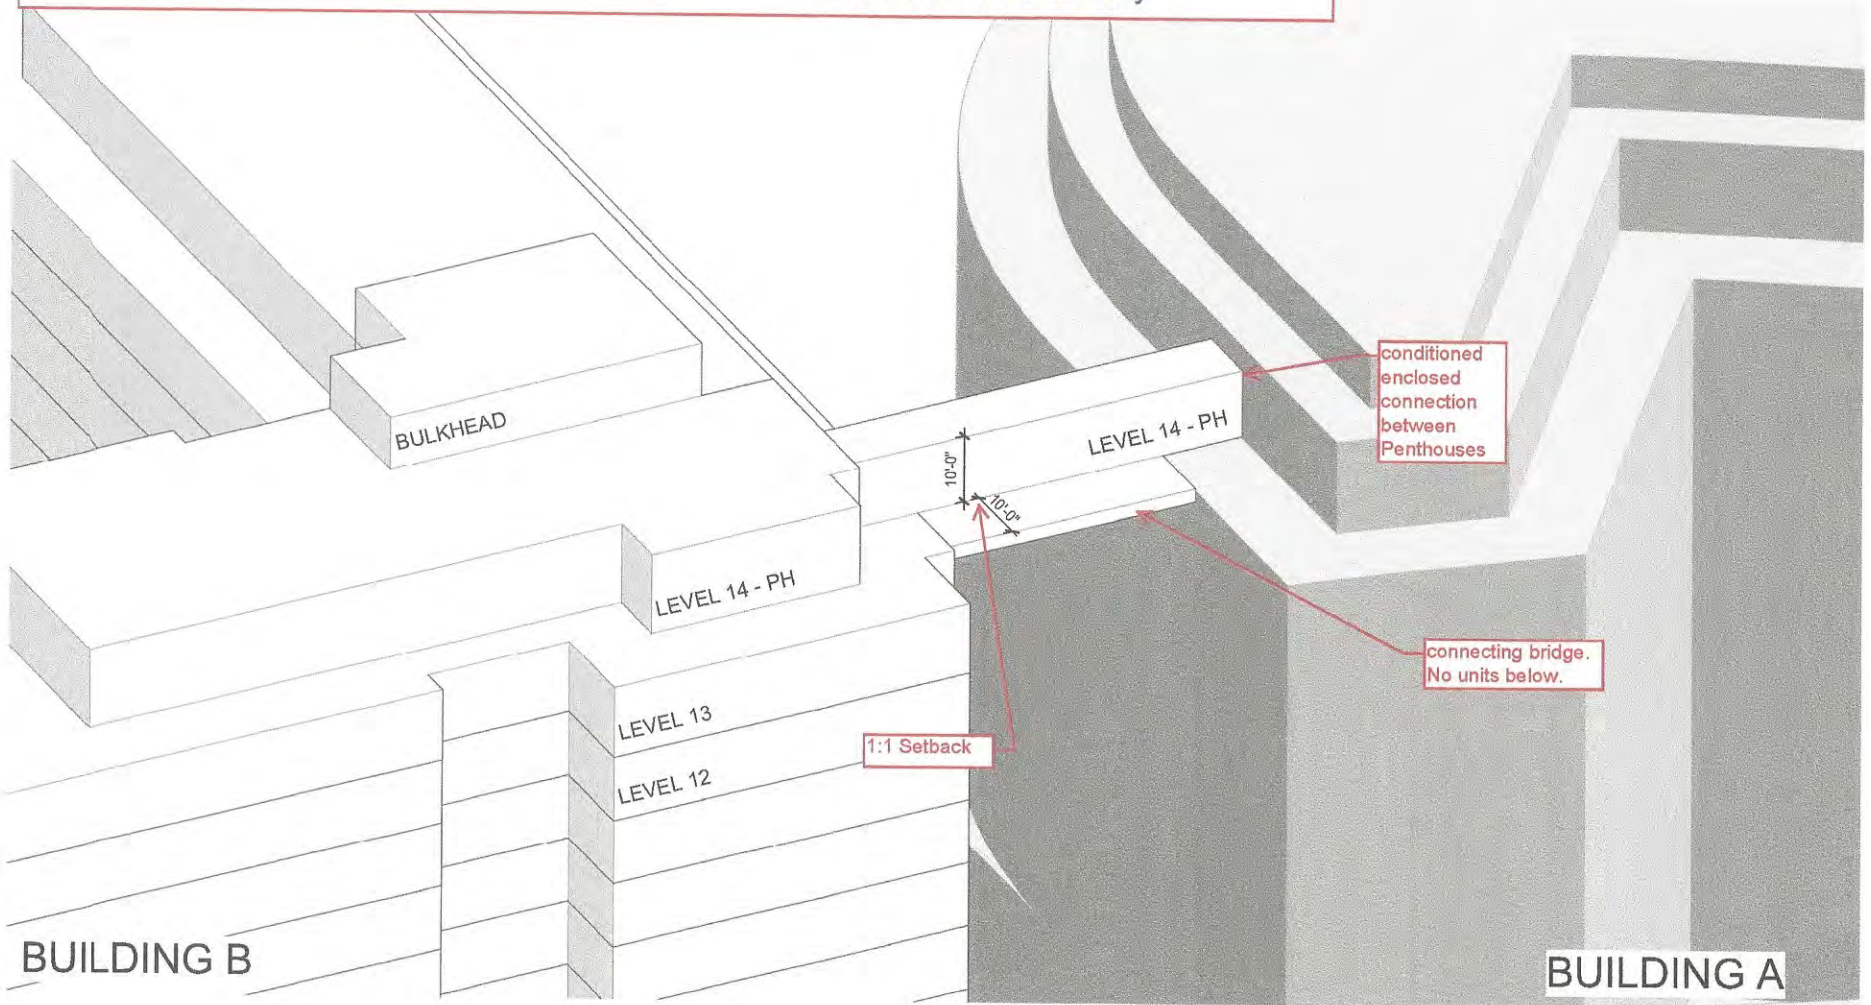 BULKHEAD
LEVEL 14 - PH
10'-0"
10'-0"
conditioned
enclosed
connection
between
Penthouses
LEVEL 14 - PH
connecting bridge.
No units below.
LEVEL 13
1:1 Setback
LEVEL 12
BUILDING B
BUILDING A